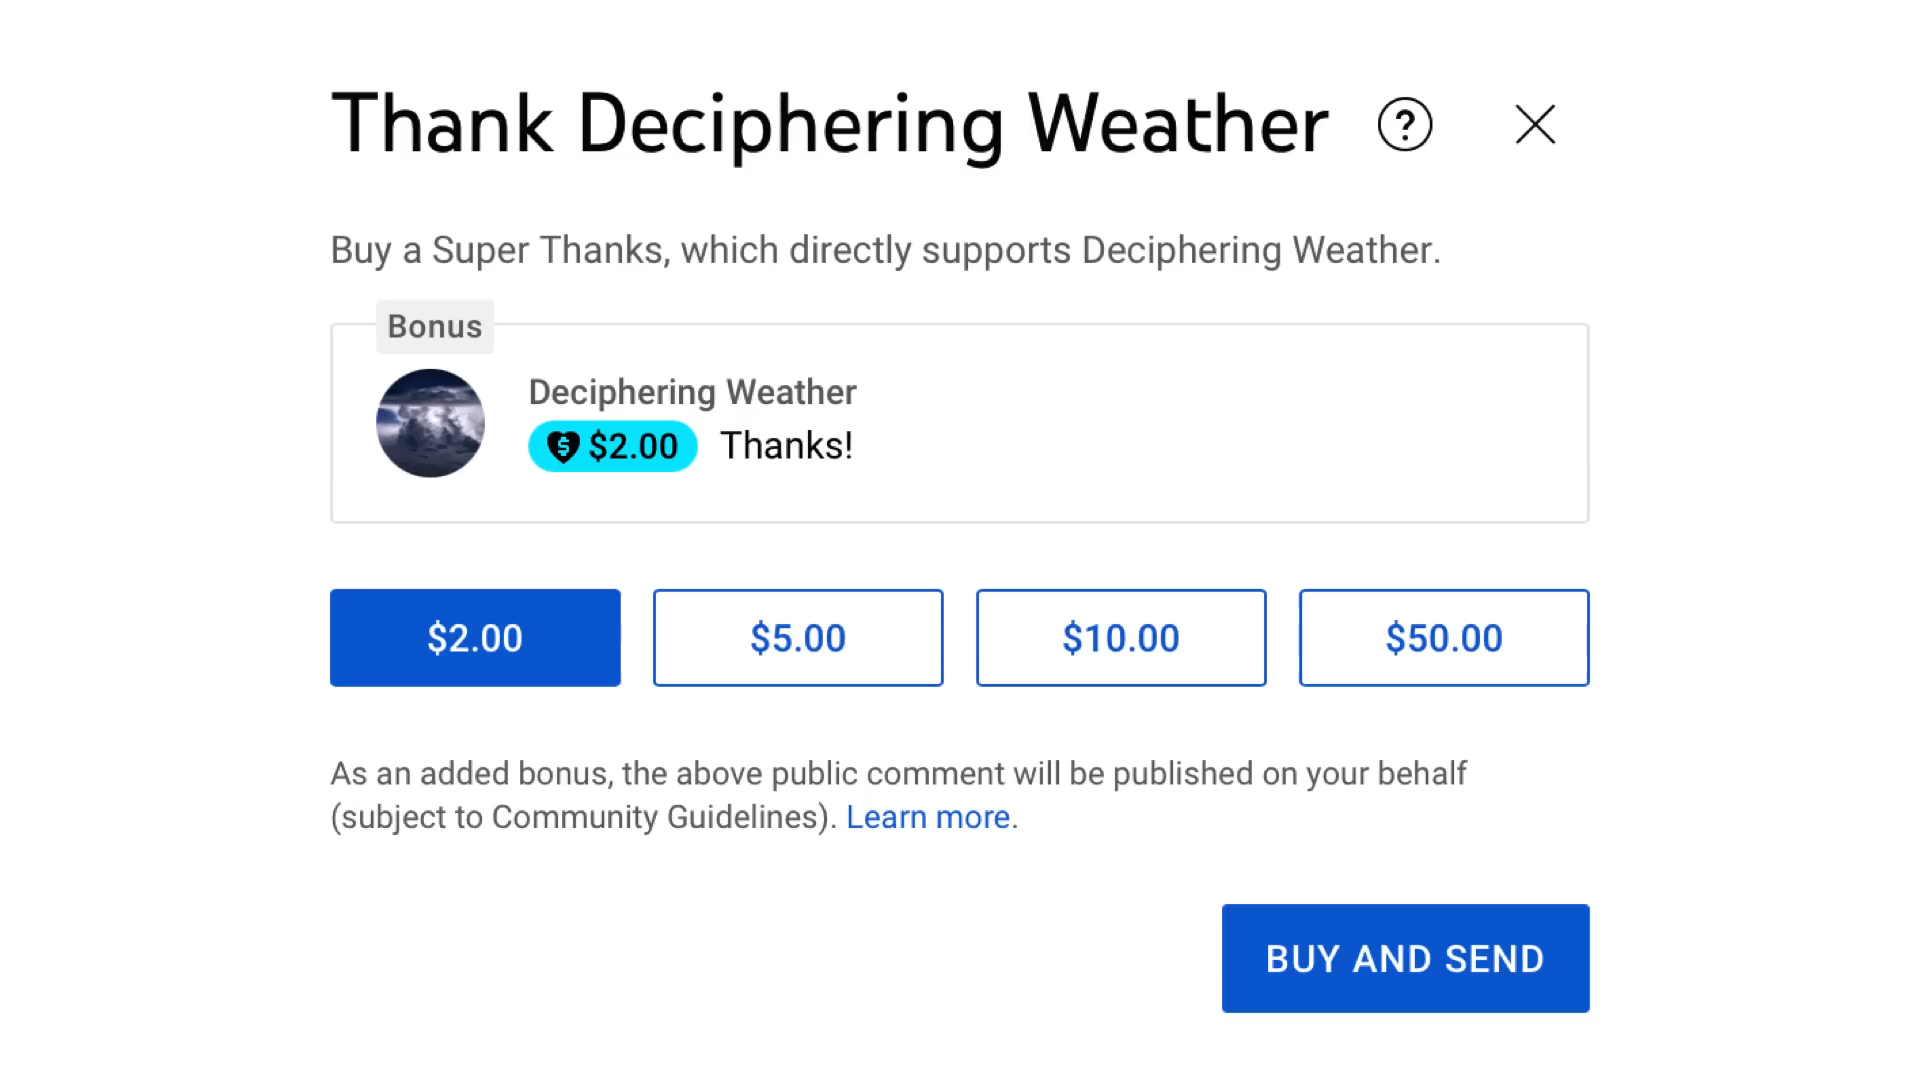 Thank Deciphering Weather ?
Buy a Super Thanks, which directly supports Deciphering Weather.
Bonus
Deciphering Weather
$ $2.00 Thanks!
$2.00 $5.00 $10.00 $50.00
As an added bonus, the above public comment will be published on your behalf
(subject to Community Guidelines). Learn more.
BUY AND SEND